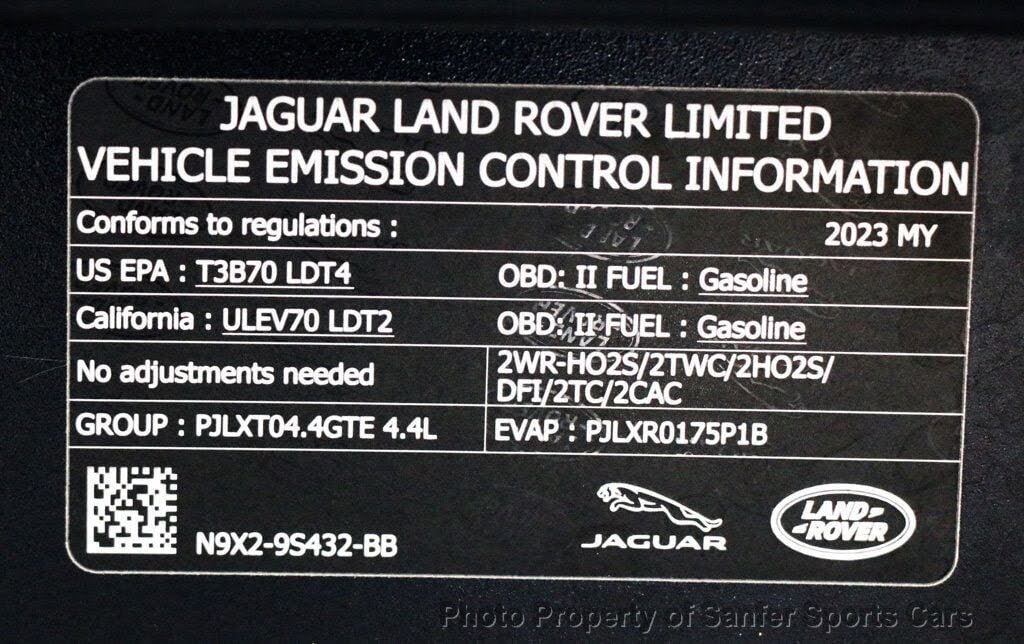 JAGUAR LAND ROVER LIMITED
VEHICLE EMISSION CONTROL INFORMATION
Conforms to regulations :
2023 MY
US EPA : T3B70 LDT4
OBD: II FUEL : Gasoline
California : ULEV70 LDT2
OBD: II FUEL : Gasoline
No adjustments needed
2WR-HO2S/2TWC/2HO2S/
DFI/2TC/2CAC
GROUP : PJLXT04.4GTE 4.4L
EVAP : PJLXR0175P1B
N9X2-9S432-BB
JAGUAR
LAND-
-ROVER
Photo Property of Sanfer Sports Cars